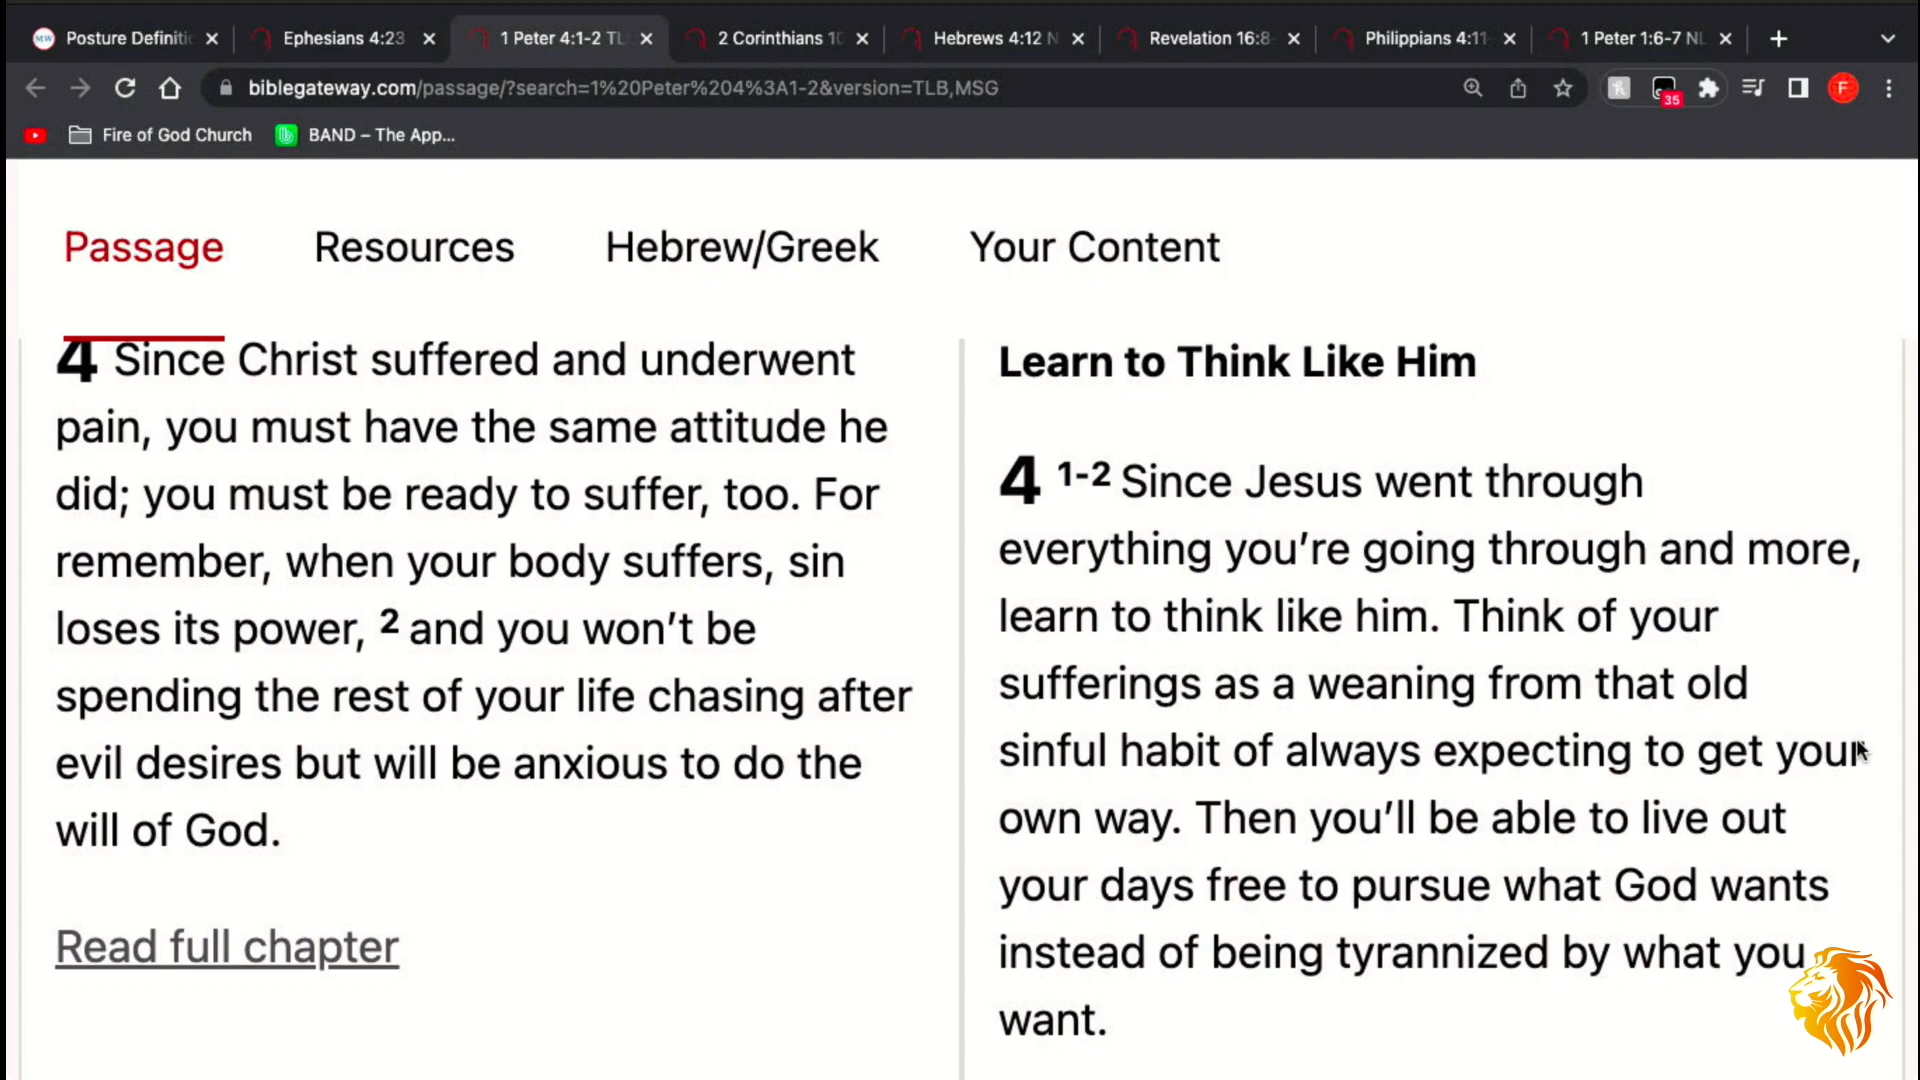 Posture Definiti
Ephesians 4:23
1 Peter 4:1-2 TL
2 Corinthians 10
Hebrews 4:12 N
Revelation 16:8-
Philippians 4:11-
1 Peter 1:6-7 NL
biblegateway.com/passage/?search=1%20Peter%204%3A1-2&version=TLB,MSG
35
F
Fire of God Church
BAND – The App...
Passage
Resources
Hebrew/Greek
Your Content
4 Since Christ suffered and underwent
pain, you must have the same attitude he
did; you must be ready to suffer, too. For
remember, when your body suffers, sin
loses its power, 2 and you won’t be
spending the rest of your life chasing after
evil desires but will be anxious to do the
will of God.
Read full chapter
Learn to Think Like Him
4 1-2 Since Jesus went through
everything you’re going through and more,
learn to think like him. Think of your
sufferings as a weaning from that old
sinful habit of always expecting to get your
own way. Then you’ll be able to live out
your days free to pursue what God wants
instead of being tyrannized by what you
want.